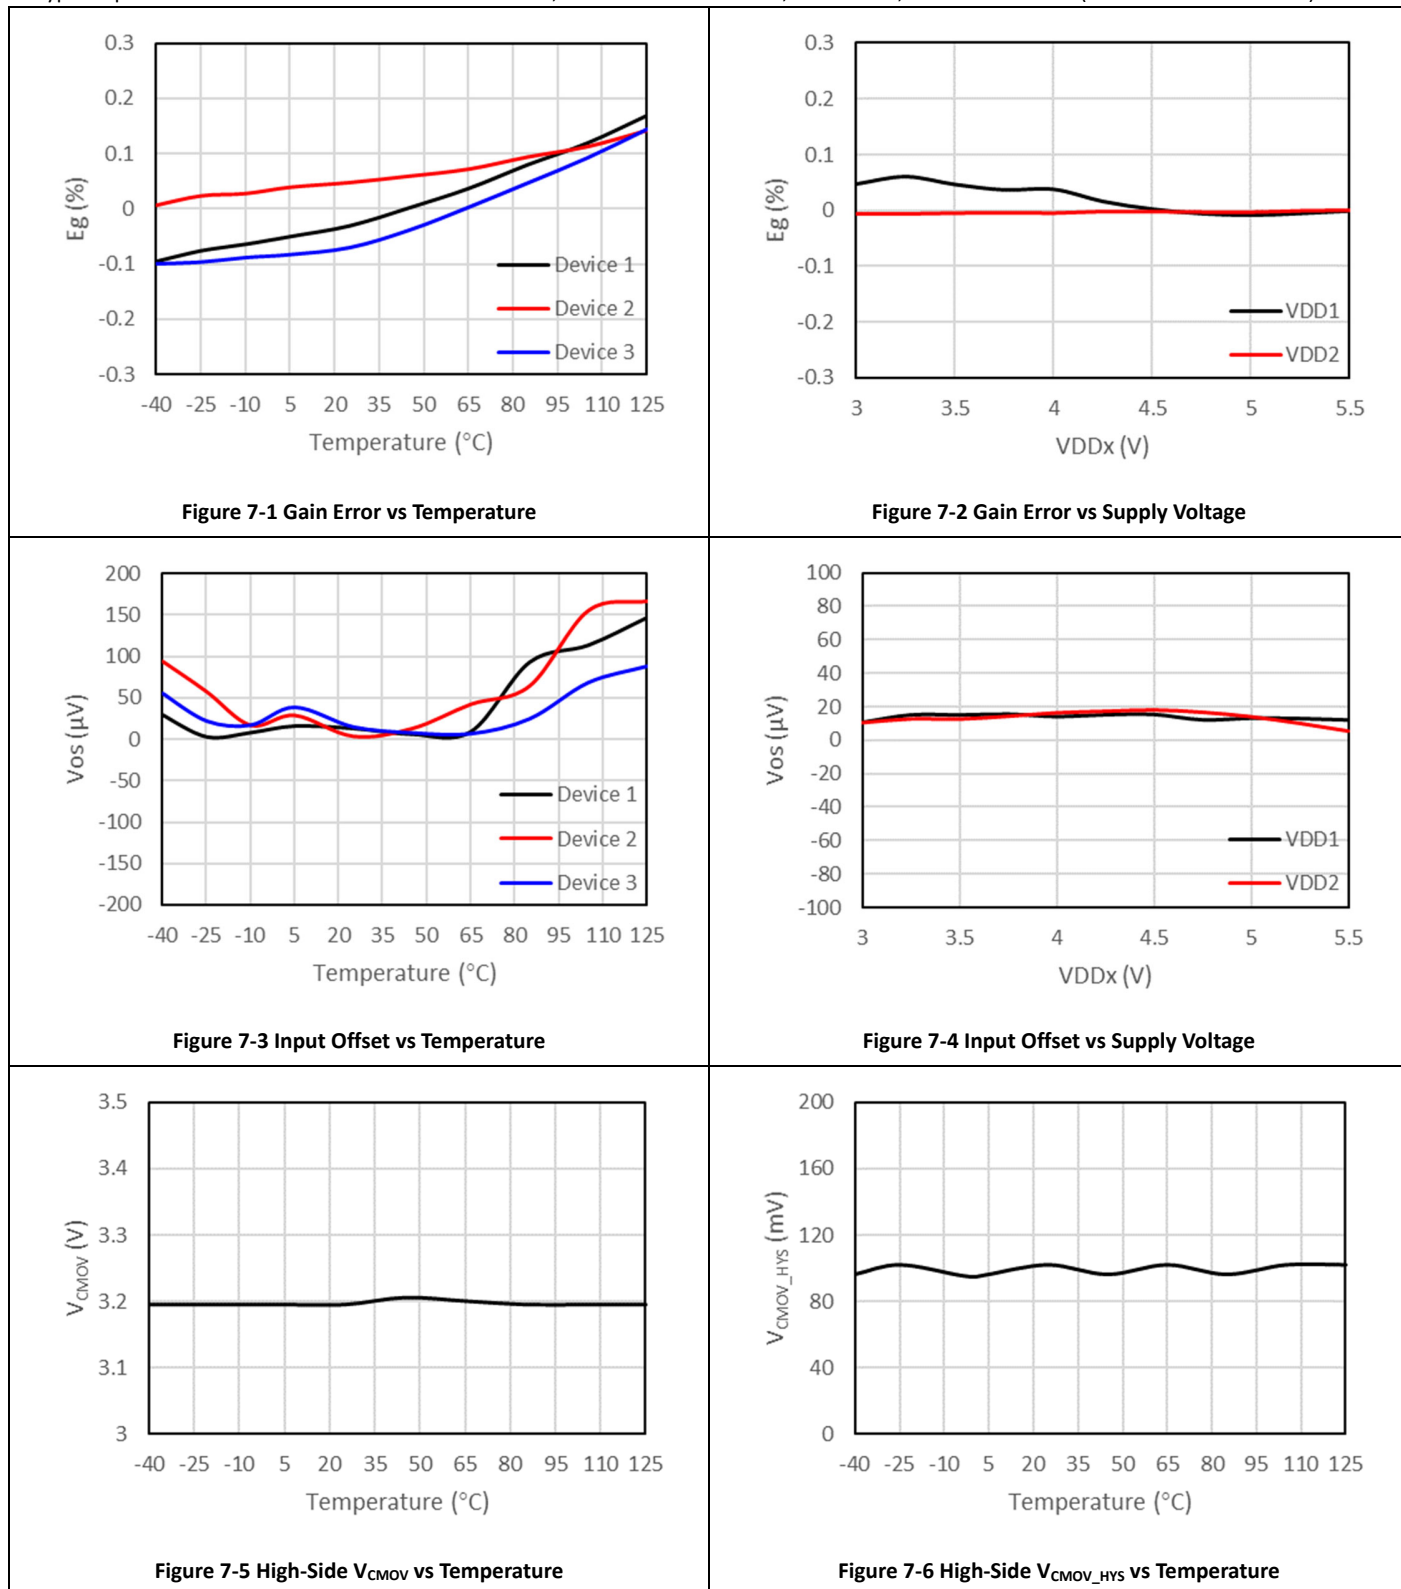 0.3
0.2
0.1
0
-0.1
-0.2
-0.3
Eg (%)
Device 1
Device 2
Device 3
-40 -25 -10 5 20 35 50 65 80 95 110 125
Temperature (°C)
Figure 7-1 Gain Error vs Temperature
0.3
0.2
0.1
0
-0.1
-0.2
-0.3
Eg (%)
VDD1
VDD2
3 3.5 4 4.5 5 5.5
VDDx (V)
Figure 7-2 Gain Error vs Supply Voltage
200
150
100
50
0
-50
-100
-150
-200
Vos (μV)
Device 1
Device 2
Device 3
-40 -25 -10 5 20 35 50 65 80 95 110 125
Temperature (°C)
Figure 7-3 Input Offset vs Temperature
100
80
60
40
20
0
-20
-40
-60
-80
-100
Vos (μV)
VDD1
VDD2
3 3.5 4 4.5 5 5.5
VDDx (V)
Figure 7-4 Input Offset vs Supply Voltage
3.5
3.4
3.3
3.2
3.1
3
VCMOV (V)
-40 -25 -10 5 20 35 50 65 80 95 110 125
Temperature (°C)
Figure 7-5 High-Side VCMOV vs Temperature
200
160
120
80
40
0
VCMOV_HYS (mV)
-40 -25 -10 5 20 35 50 65 80 95 110 125
Temperature (°C)
Figure 7-6 High-Side VCMOV_HYS vs Temperature